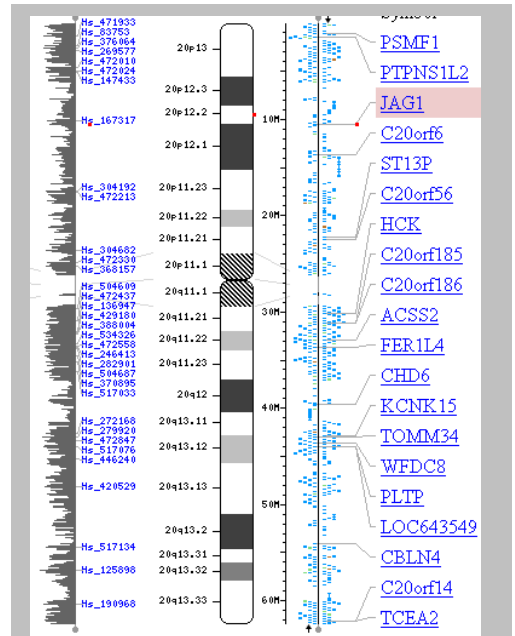 Hs_471933
Hs_83753
Hs_376064
Hs_269577
Hs_472010
Hs_472024
Hs_147433
Hs_167317
Hs_304192
Hs_472213
Hs_304682
Hs_472330
Hs_368157
Hs_504609
Hs_472437
Hs_136947
Hs_429180
Hs_388004
Hs_534326
Hs_472558
Hs_246413
Hs_282901
Hs_504687
Hs_370895
Hs_517033
Hs_272168
Hs_279920
Hs_472847
Hs_517076
Hs_446240
Hs_420529
Hs_517134
Hs_125898
Hs_190968
20p13
20p12.3
20p12.2
20p12.1
20p11.23
20p11.22
20p11.21
20p11.1
20q11.1
20q11.21
20q11.22
20q11.23
20q12
20q13.11
20q13.12
20q13.13
20q13.2
20q13.31
20q13.32
20q13.33
10M
20M
30M
40M
50M
60M
PSMF1
PTPNS1L2
JAG1
C20orf6
ST13P
C20orf56
HCK
C20orf185
C20orf186
ACSS2
FER1L4
CHD6
KCNK15
TOMM34
WFDC8
PLTP
LOC643549
CBLN4
C20orf14
TCEA2